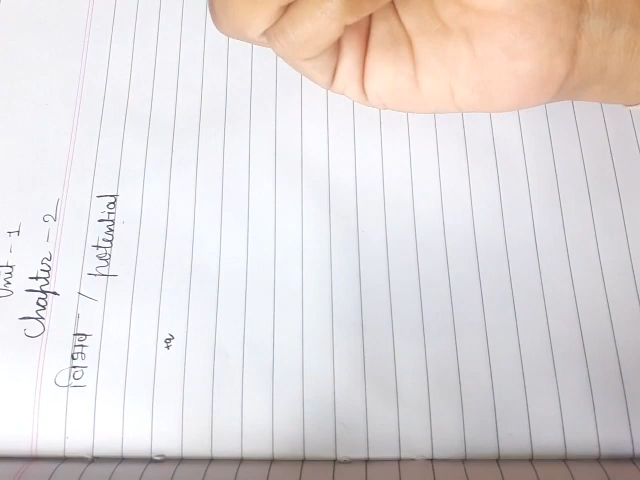 Unit - 1
Chapter - 2
विभव / potential
+q